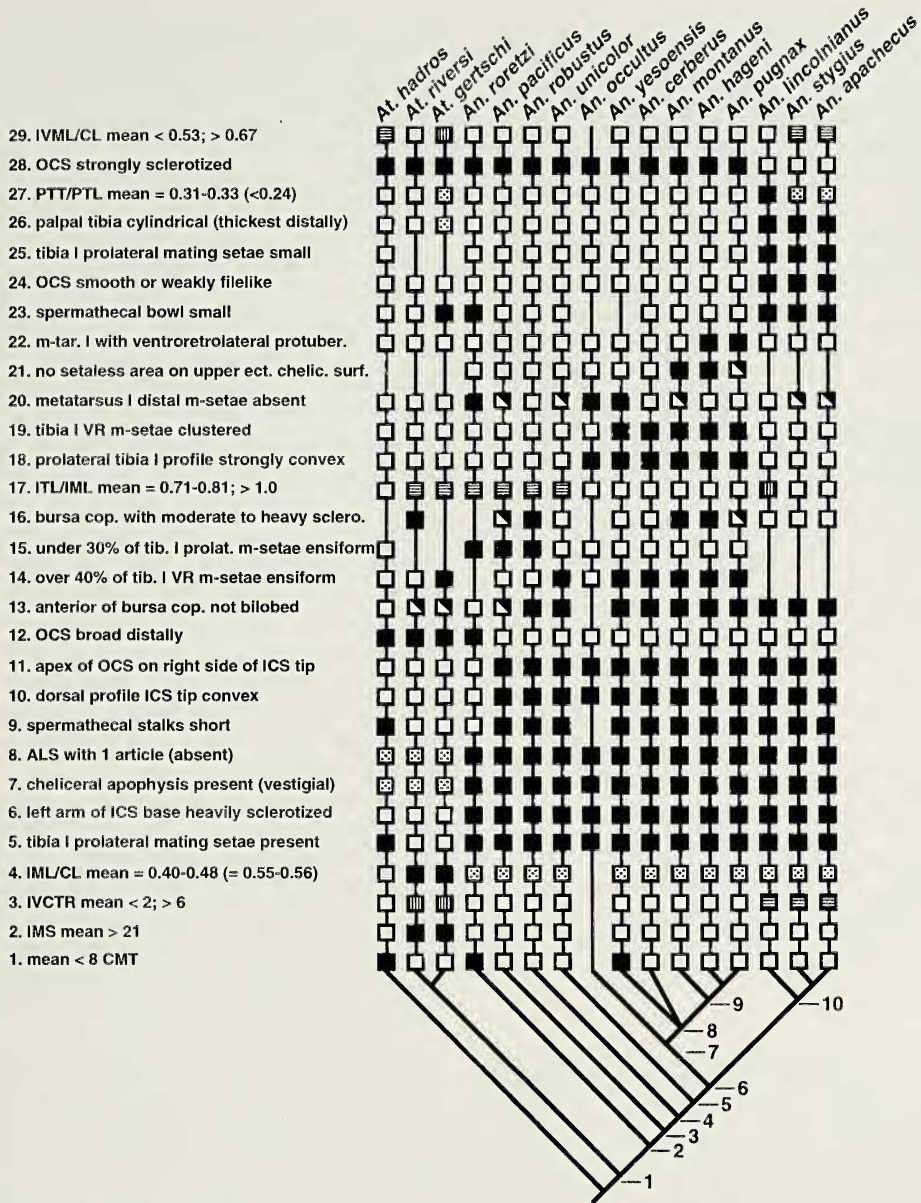 At. hadros
At. riversi
At. gertschi
An. roretzi
An. pacificus
An. robustus
An. unicolor
An. occultus
An. yesoensis
An. cerberus
An. montanus
An. hageni
An. pugnax
An. lincolnianus
An. stygius
An. apachecus
29. IVML/CL mean < 0.53; > 0.67
28. OCS strongly sclerotized
27. PTT/PTL mean = 0.31-0.33 (<0.24)
26. palpal tibia cylindrical (thickest distally)
25. tibia I prolateral mating setae small
24. OCS smooth or weakly filelike
23. spermathecal bowl small
22. m-tar. I with ventroretrolateral protuber.
21. no setaless area on upper ect. chelic. surf.
20. metatarsus I distal m-setae absent
19. tibia I VR m-setae clustered
18. prolateral tibia I profile strongly convex
17. ITL/IML mean = 0.71-0.81; > 1.0
16. bursa cop. with moderate to heavy sclero.
15. under 30% of tib. I prolat. m-setae ensiform
14. over 40% of tib. I VR m-setae ensiform
13. anterior of bursa cop. not bilobed
12. OCS broad distally
11. apex of OCS on right side of ICS tip
10. dorsal profile ICS tip convex
9. spermathecal stalks short
8. ALS with 1 article (absent)
7. cheliceral apophysis present (vestigial)
6. left arm of ICS base heavily sclerotized
5. tibia I prolateral mating setae present
4. IML/CL mean = 0.40-0.48 (= 0.55-0.56)
3. IVCTR mean < 2; > 6
2. IMS mean > 21
1. mean < 8 CMT
9
10
8
7
6
5
4
3
2
1